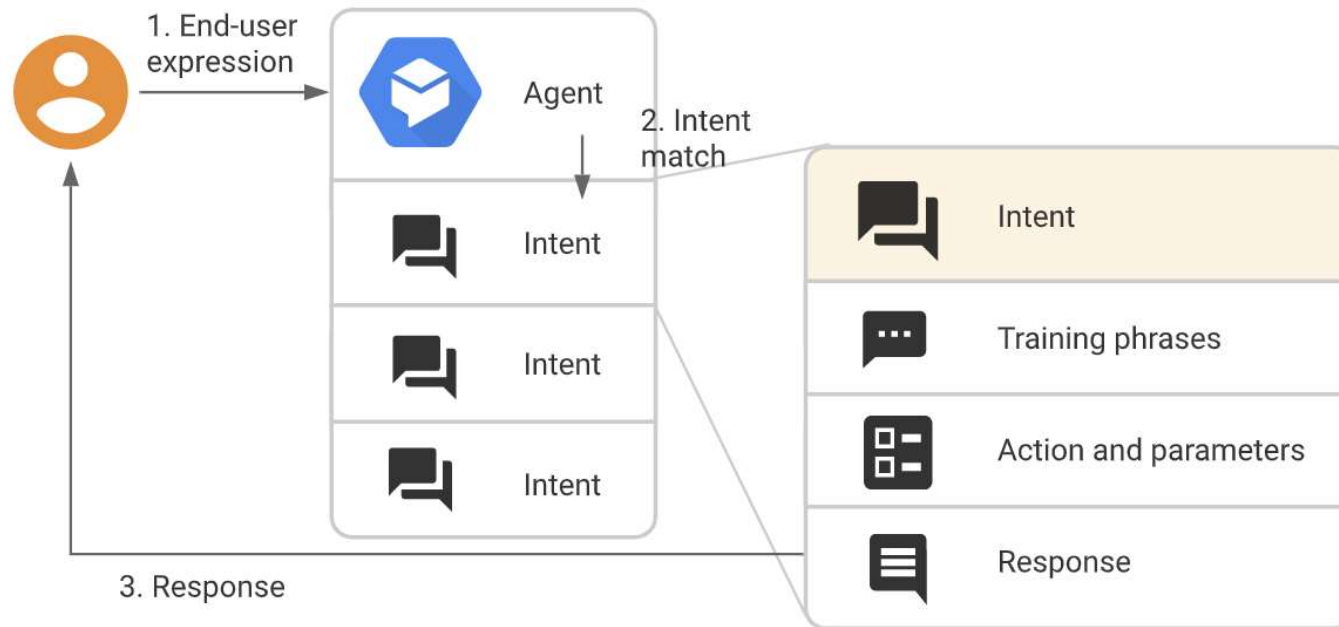 1. End-user
expression
Agent
2. Intent
match
Intent
Intent
Intent
Intent
Training phrases
Action and parameters
Response
3. Response